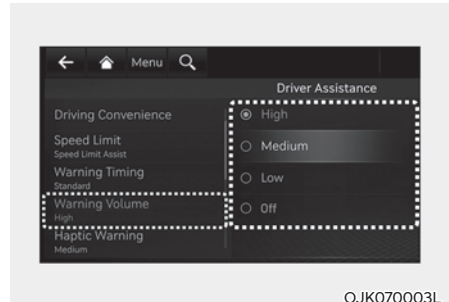 Menu
Driver Assistance
Driving Convenience
Speed Limit
Speed Limit Assist
Warning Timing
Standard
Warning Volume
High
Haptic Warning
Medium
High
Medium
Low
Off
OJK070003L